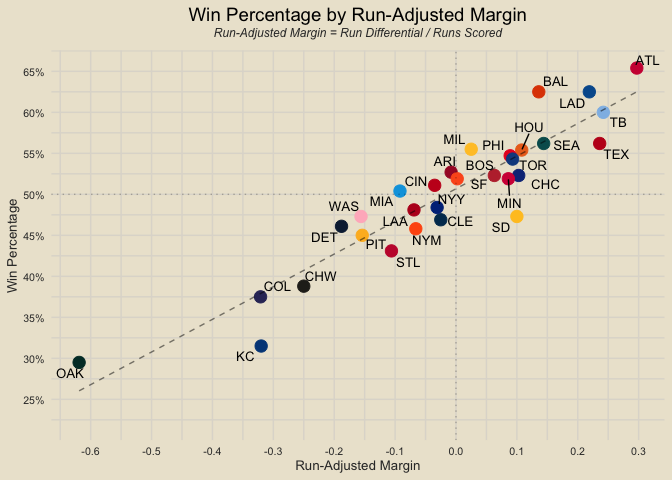 Win Percentage by Run-Adjusted Margin
Run-Adjusted Margin = Run Differential / Runs Scored
ATL
65%
BAL
LAD
60%
TB
HOU
MIL
PHI
SEA
55%
TEX
ARI
BOS
TOR
CIN
SF
CHC
50%
MIA
NYY
MIN
WAS
LAA
CLE
SD
45%
DET
PIT
NYM
STL
40%
CHW
COL
35%
KC
30%
OAK
25%
Win Percentage
-0.6
-0.5
-0.4
-0.3
-0.2
-0.1
0.0
0.1
0.2
0.3
Run-Adjusted Margin